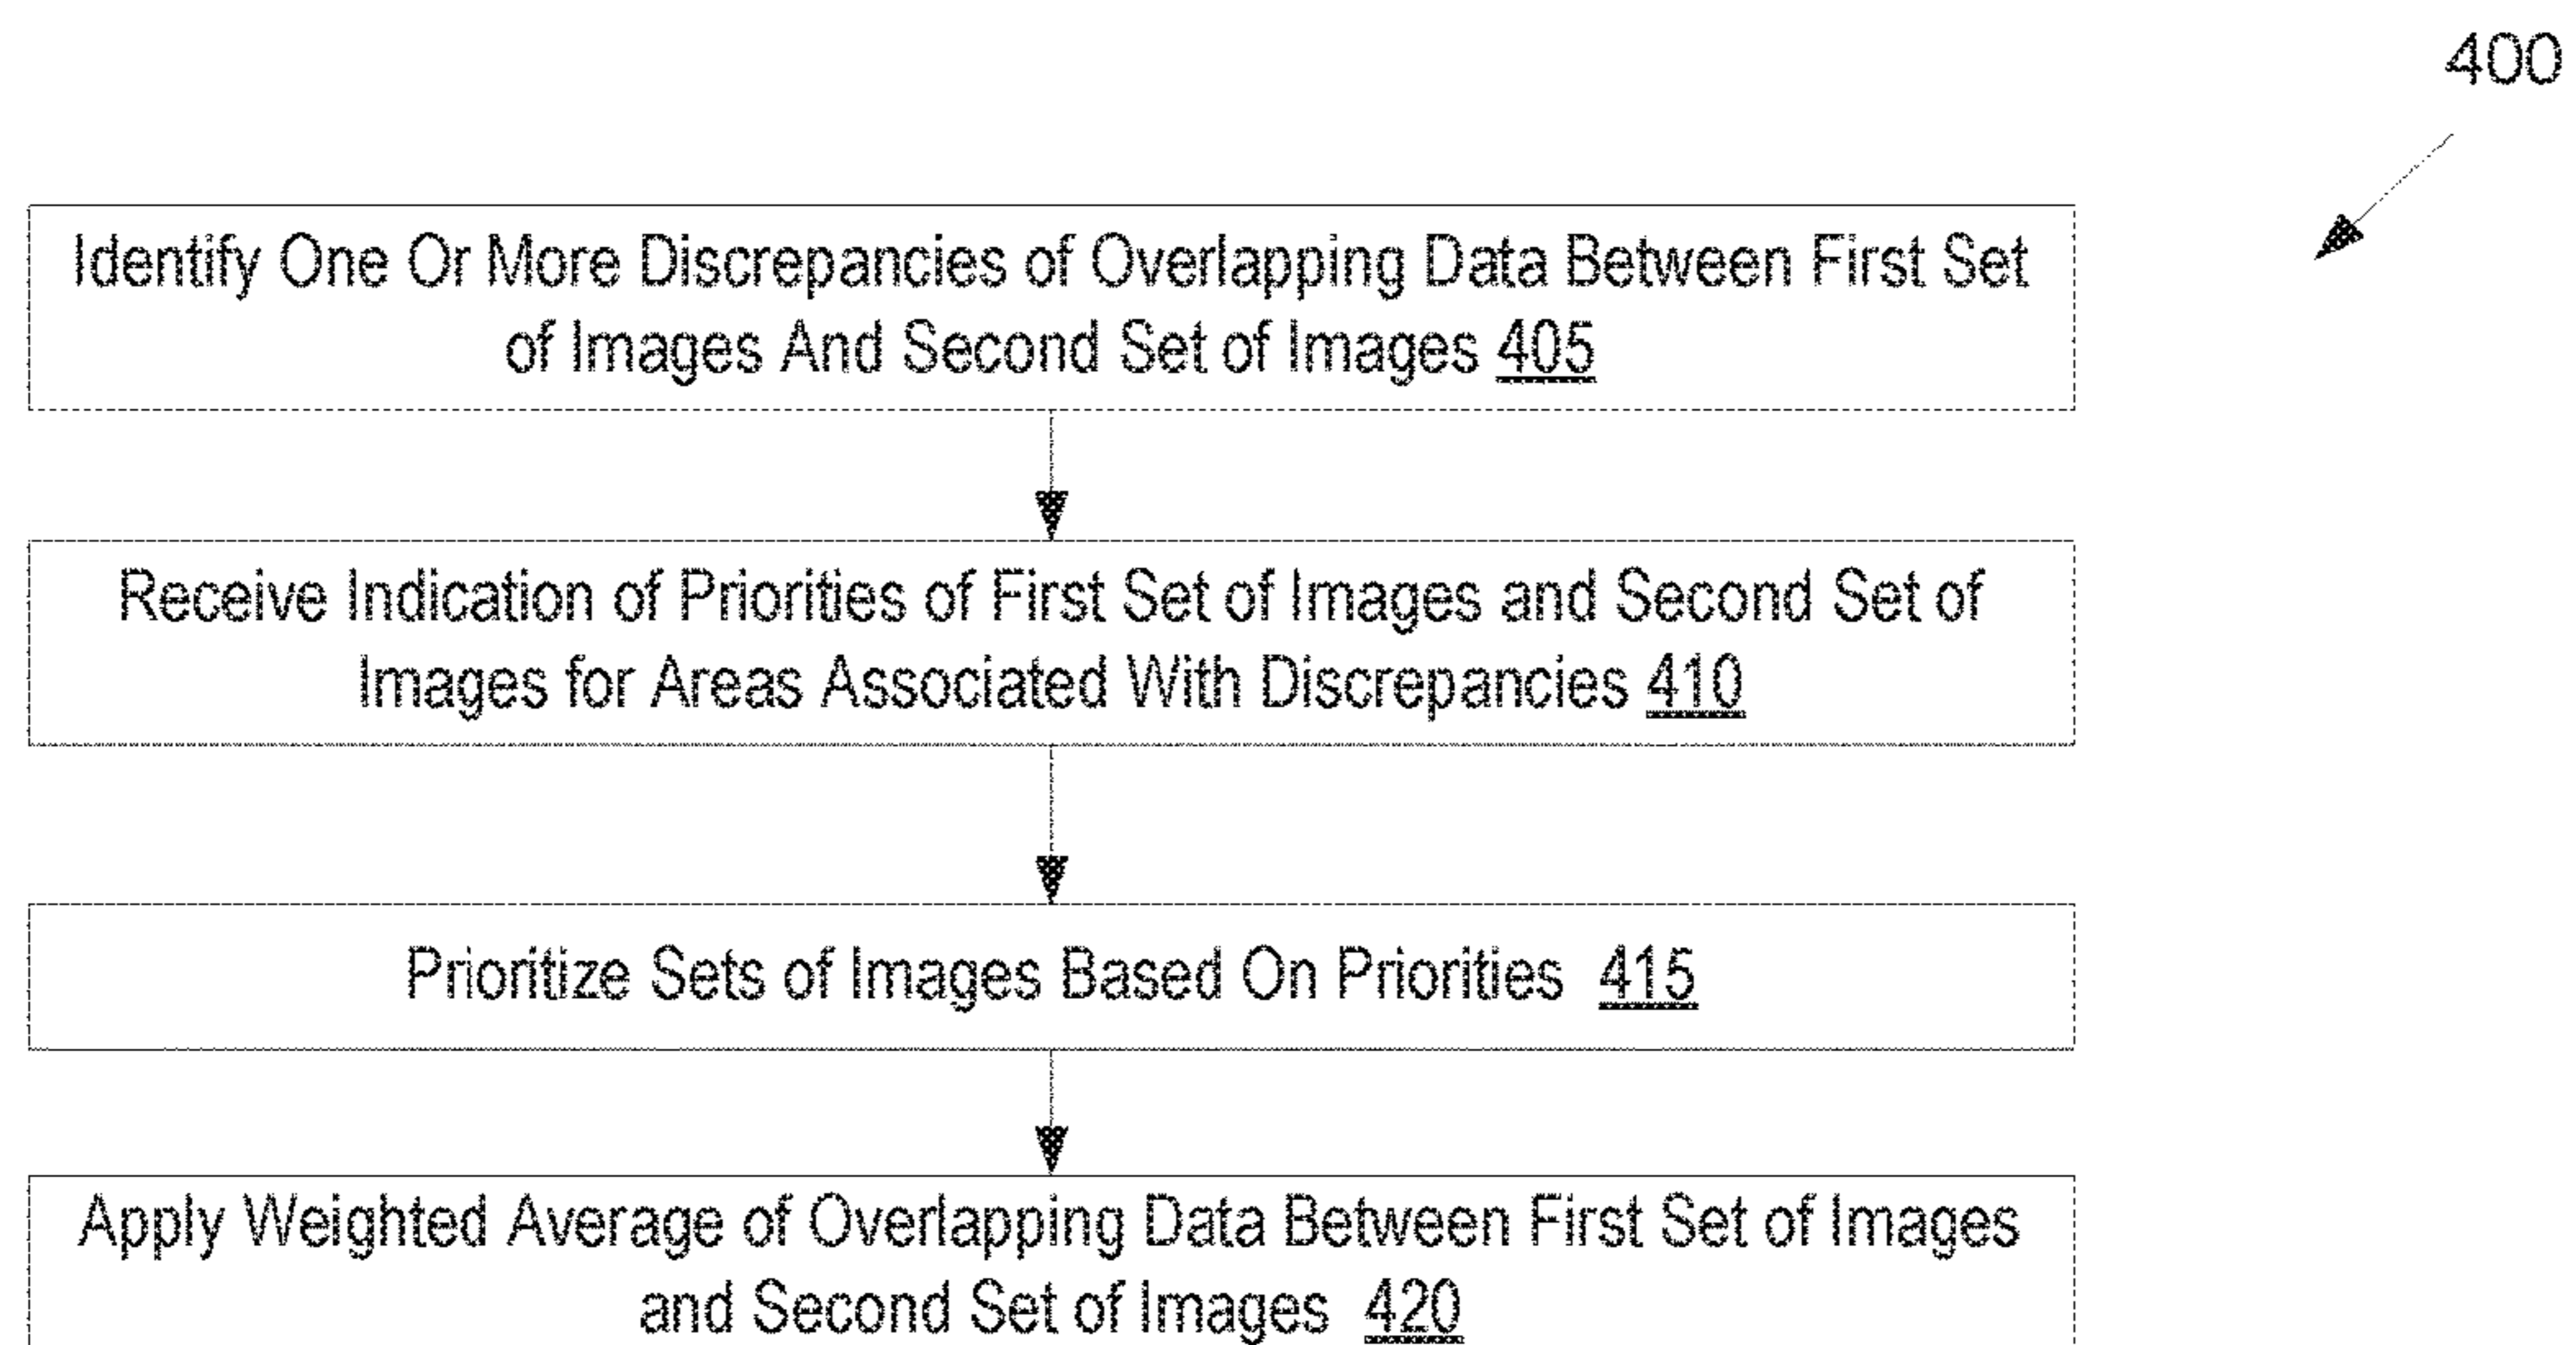 400
Identify One Or More Discrepancies of Overlapping Data Between First Set
of Images And Second Set of Images 405
Receive Indication of Priorities of First Set of Images and Second Set of
Images for Areas Associated With Discrepancies 410
Prioritize Sets of Images Based On Priorities 415
Apply Weighted Average of Overlapping Data Between First Set of Images
and Second Set of Images 420